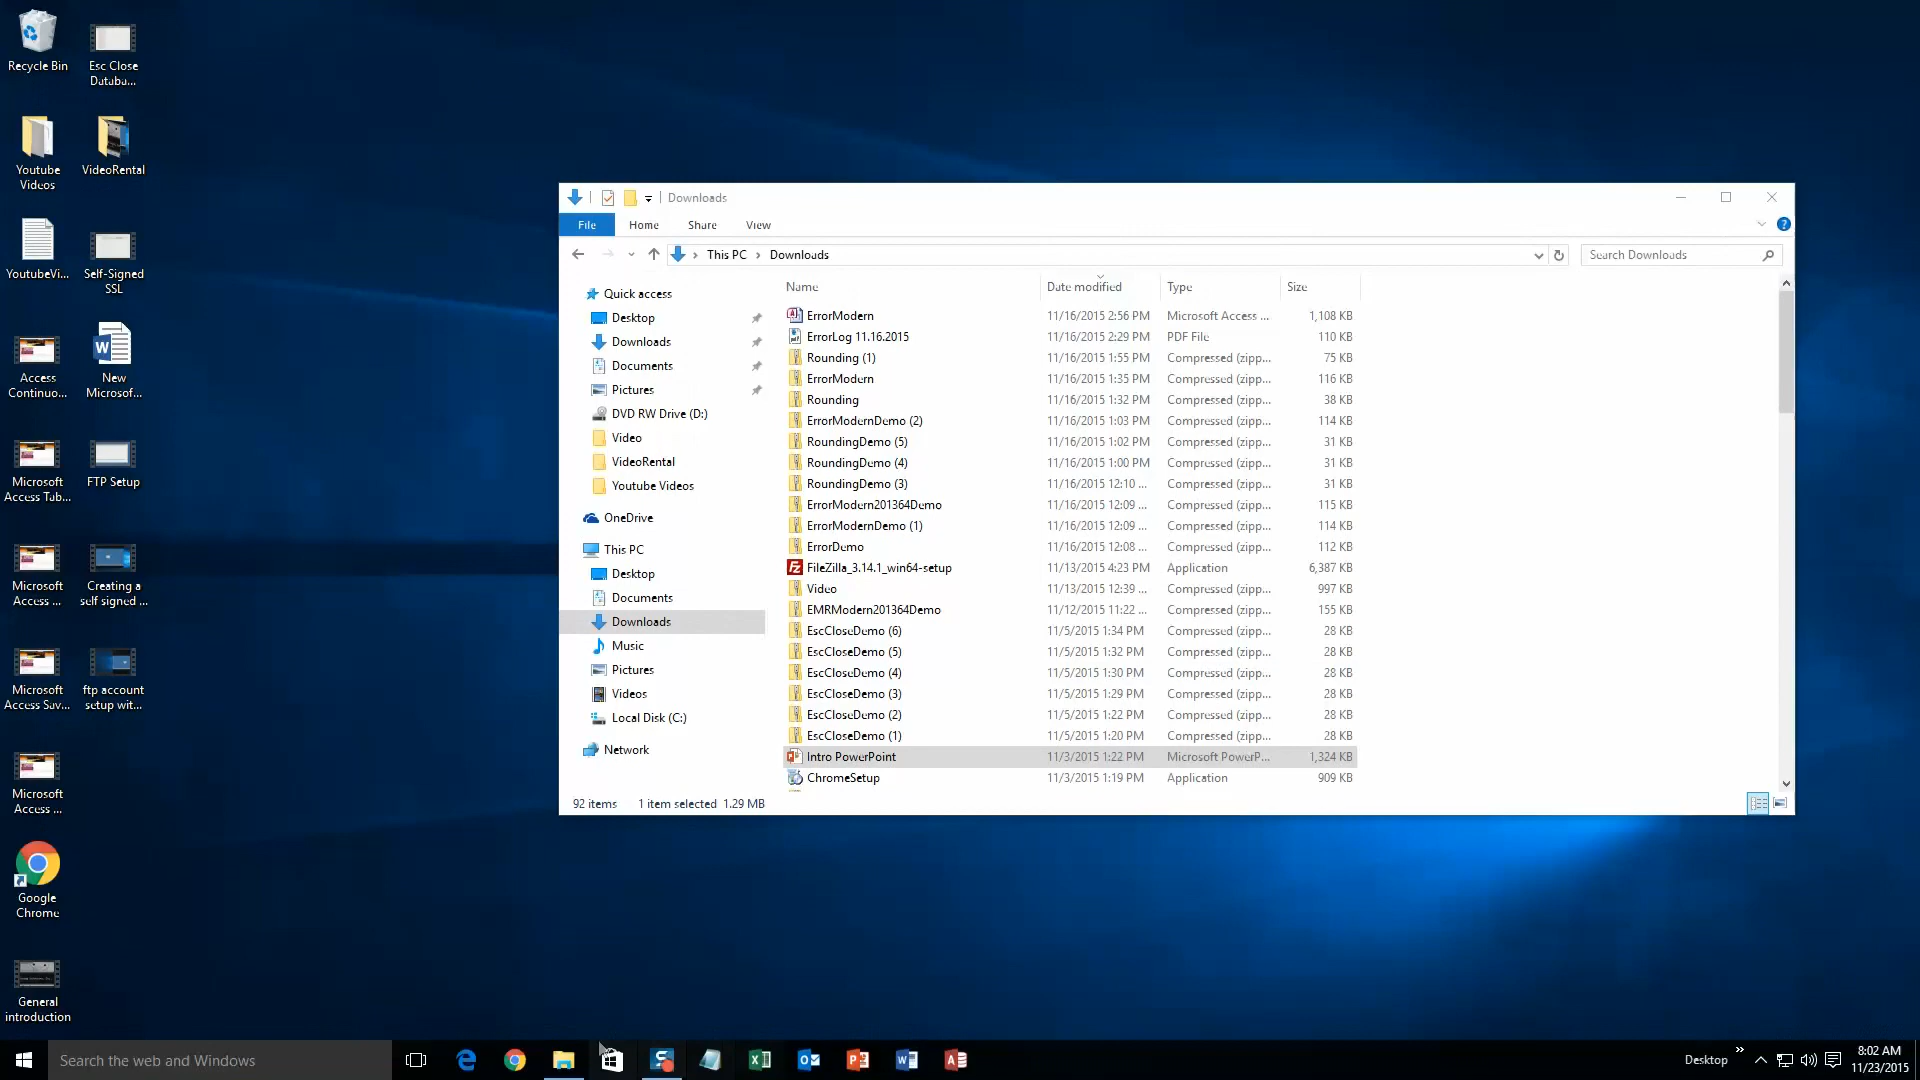 Recycle Bin
Esc Close
Databa...
Youtube
Videos
VideoRental
YoutubeVi...
Self-Signed
SSL
Access
Continuo...
New
Microsof...
Microsoft
Access Tab...
FTP Setup
Microsoft
Access ...
Creating a
self signed ...
Microsoft
Access Sav...
ftp account
setup wit...
Microsoft
Access ...
Google
Chrome
General
introduction
Downloads
File Home Share View
This PC > Downloads
Search Downloads
Quick access
Desktop
Downloads
Documents
Pictures
DVD RW Drive (D:)
Video
VideoRental
Youtube Videos
OneDrive
This PC
Desktop
Documents
Downloads
Music
Pictures
Videos
Local Disk (C:)
Network
Name Date modified Type Size
ErrorModern 11/16/2015 2:56 PM Microsoft Access ... 1,108 KB
ErrorLog 11.16.2015 11/16/2015 2:29 PM PDF File 110 KB
Rounding (1) 11/16/2015 1:55 PM Compressed (zipp... 75 KB
ErrorModern 11/16/2015 1:35 PM Compressed (zipp... 116 KB
Rounding 11/16/2015 1:32 PM Compressed (zipp... 38 KB
ErrorModernDemo (2) 11/16/2015 1:03 PM Compressed (zipp... 114 KB
RoundingDemo (5) 11/16/2015 1:02 PM Compressed (zipp... 31 KB
RoundingDemo (4) 11/16/2015 1:00 PM Compressed (zipp... 31 KB
RoundingDemo (3) 11/16/2015 12:10 ... Compressed (zipp... 31 KB
ErrorModern201364Demo 11/16/2015 12:09 ... Compressed (zipp... 115 KB
ErrorModernDemo (1) 11/16/2015 12:09 ... Compressed (zipp... 114 KB
ErrorDemo 11/16/2015 12:08 ... Compressed (zipp... 112 KB
FileZilla_3.14.1_win64-setup 11/13/2015 4:23 PM Application 6,387 KB
Video 11/13/2015 12:39 ... Compressed (zipp... 997 KB
EMRModern201364Demo 11/12/2015 11:22 ... Compressed (zipp... 155 KB
EscCloseDemo (6) 11/5/2015 1:34 PM Compressed (zipp... 28 KB
EscCloseDemo (5) 11/5/2015 1:32 PM Compressed (zipp... 28 KB
EscCloseDemo (4) 11/5/2015 1:30 PM Compressed (zipp... 28 KB
EscCloseDemo (3) 11/5/2015 1:29 PM Compressed (zipp... 28 KB
EscCloseDemo (2) 11/5/2015 1:22 PM Compressed (zipp... 28 KB
EscCloseDemo (1) 11/5/2015 1:20 PM Compressed (zipp... 28 KB
Intro PowerPoint 11/3/2015 1:22 PM Microsoft PowerP... 1,324 KB
ChromeSetup 11/3/2015 1:19 PM Application 909 KB
92 items 1 item selected 1.29 MB
Search the web and Windows
Desktop
8:02 AM
11/23/2015